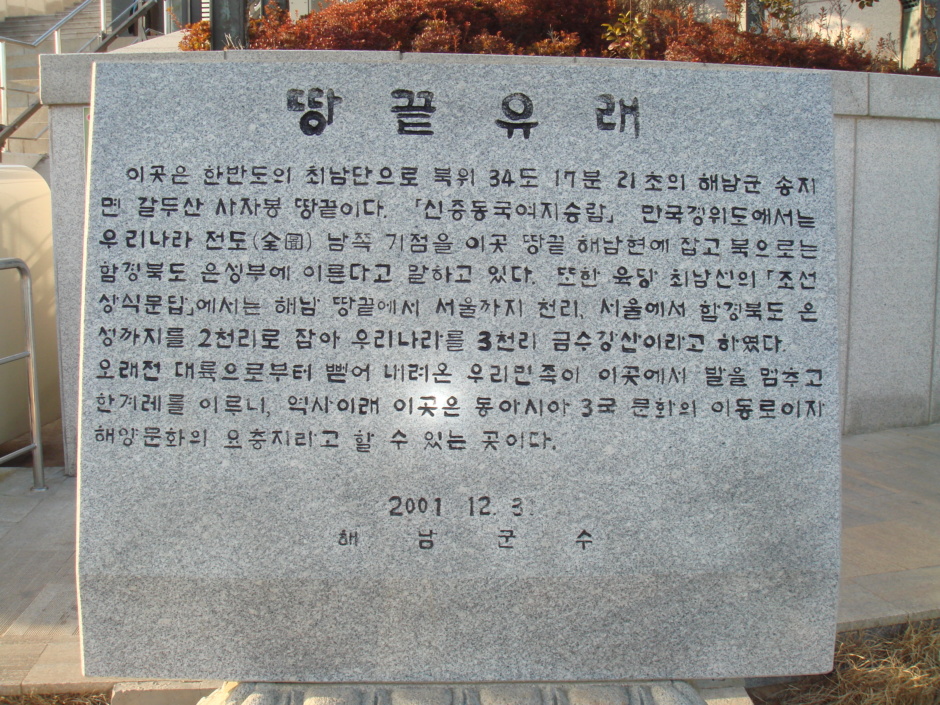 땅끝유래
이곳은 한반도의 최남단으로 북위 34도 17분 21초의 해남군 송지
면 갈두산 사자봉 땅끝이다. 「신증동국여지승람」 만국경위도에서는
우리나라 전도(全圖) 남쪽 기점을 이곳 땅끝 해남현에 잡고 북으로는
함경북도 온성부에 이른다고 말하고 있다. 또한 육당 최남선의 「조선
상식문답」에서는 해남 땅끝에서 서울까지 천리, 서울에서 함경북도 온
성까지를 2천리로 잡아 우리나라를 3천리 금수강산이라고 하였다.
오래전 대륙으로부터 뻗어 내려온 우리민족이 이곳에서 발을 멈추고
한겨레를 이루니, 역사이래 이곳은 동아시아 3국 문화의 이동로이자
해양문화의 요충지라고 할 수 있는 곳이다.
2001 12. 3.
해남군수